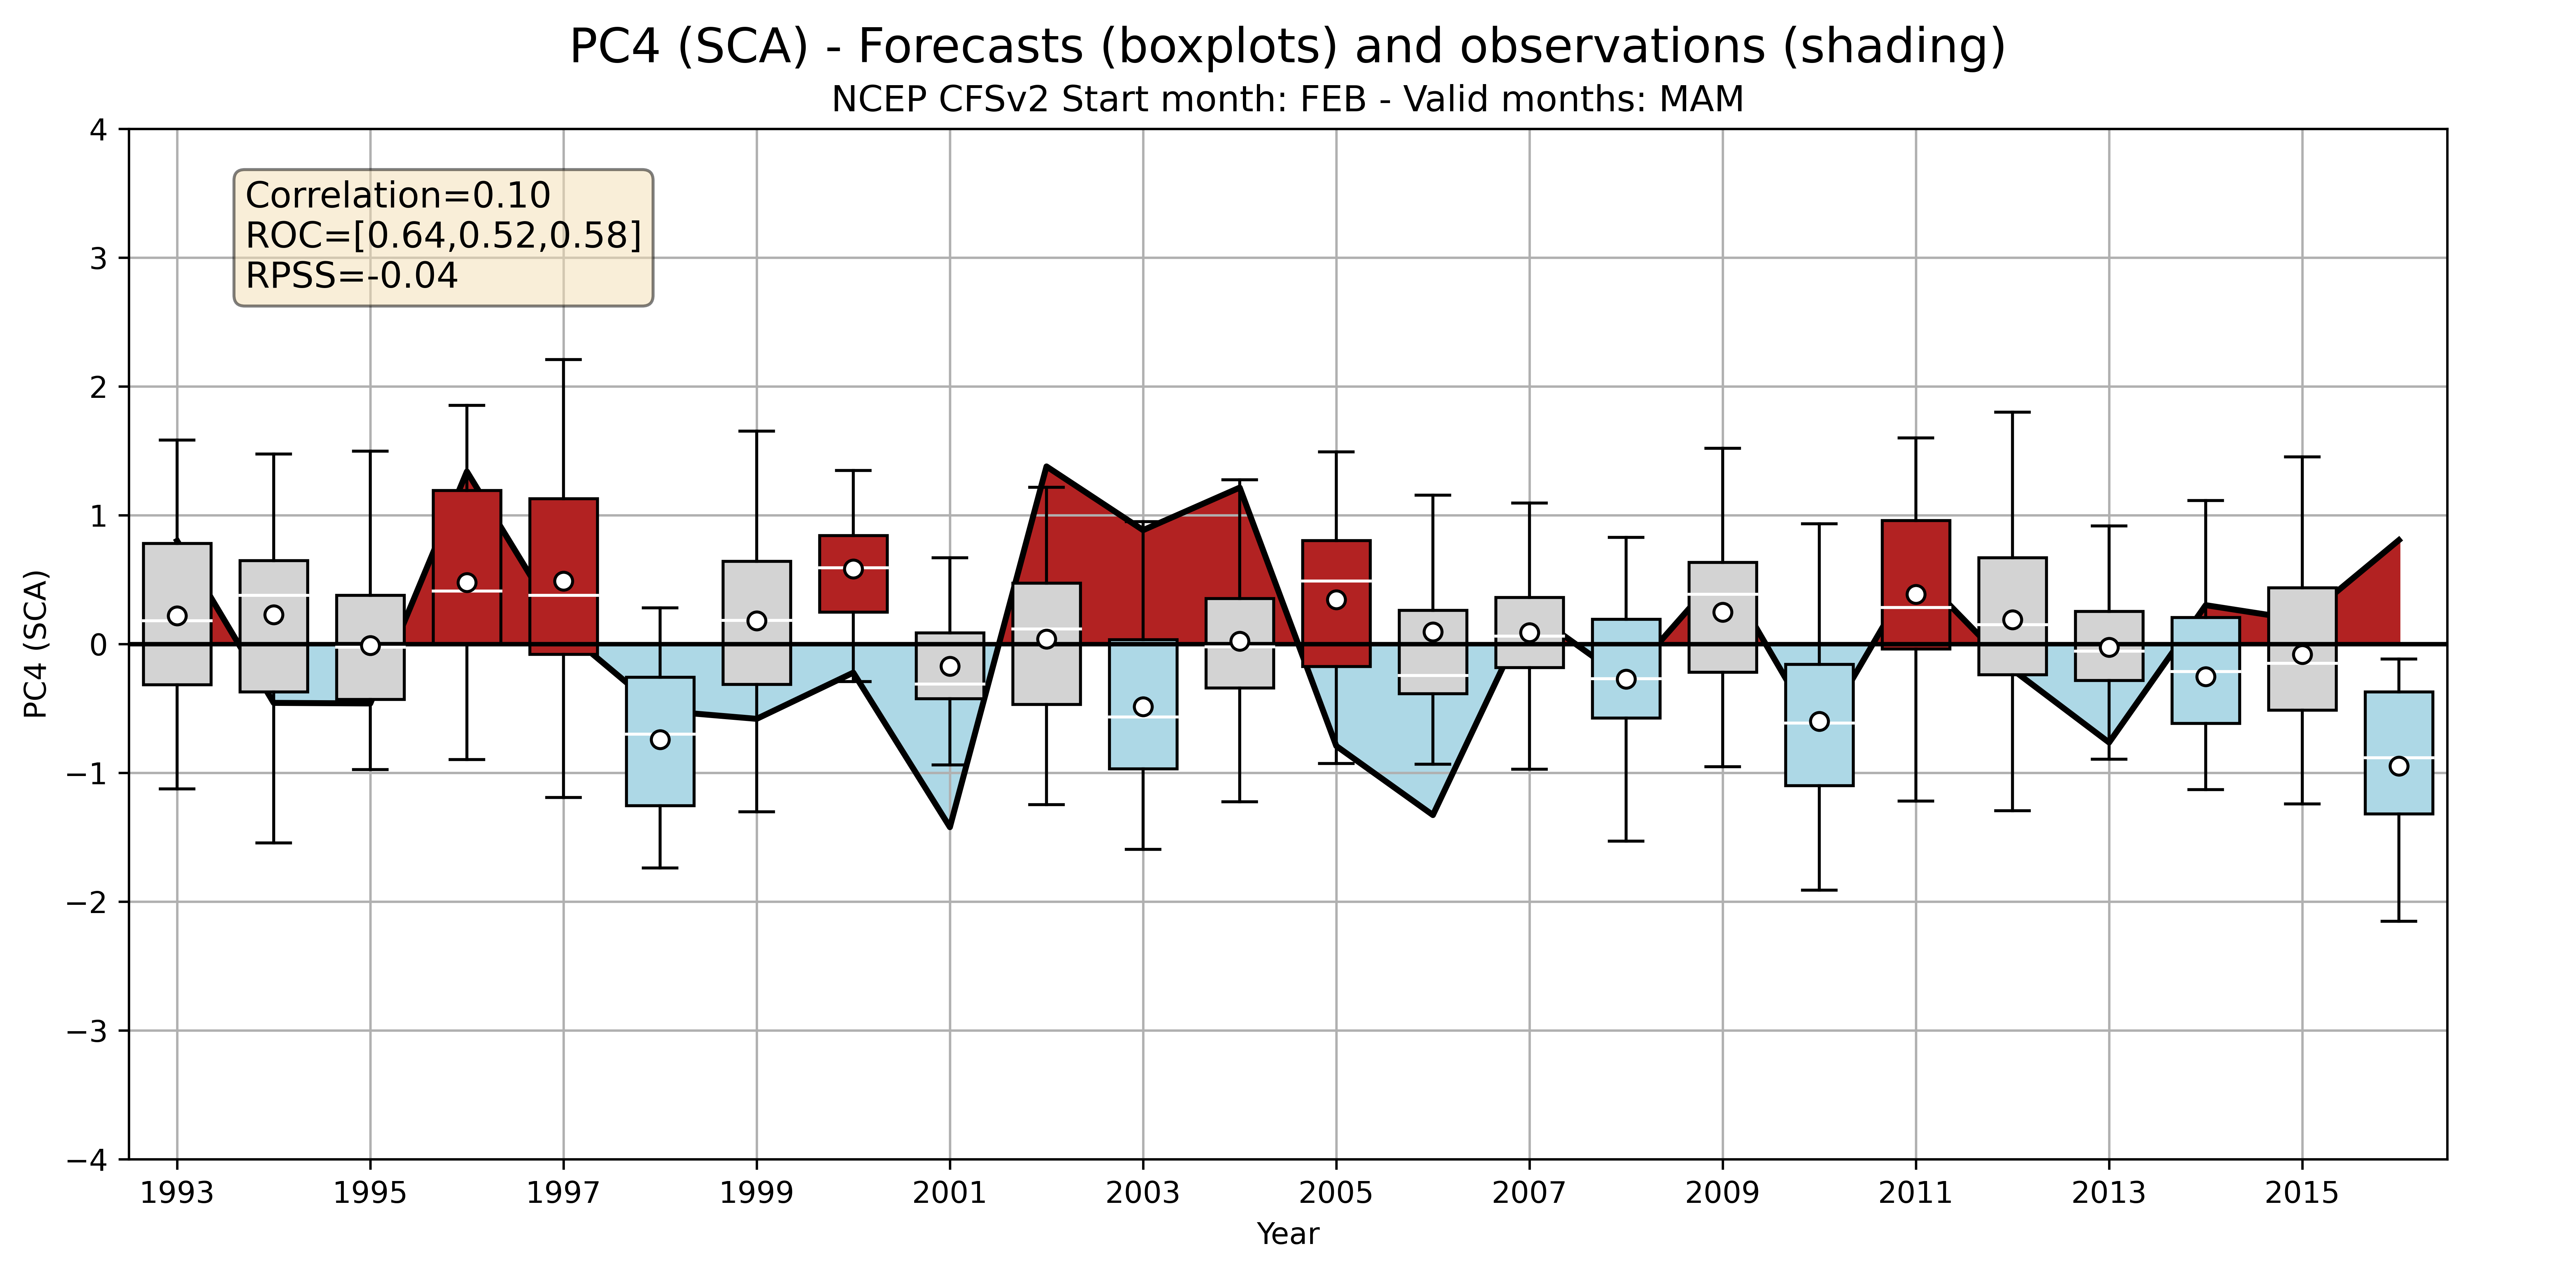 PC4 (SCA) - Forecasts (boxplots) and observations (shading)
NCEP CFSv2 Start month: FEB - Valid months: MAM
Correlation=0.10
ROC=[0.64,0.52,0.58]
RPSS=-0.04
PC4 (SCA)
4
3
2
1
0
−1
−2
−3
−4
1993 1995 1997 1999 2001 2003 2005 2007 2009 2011 2013 2015
Year